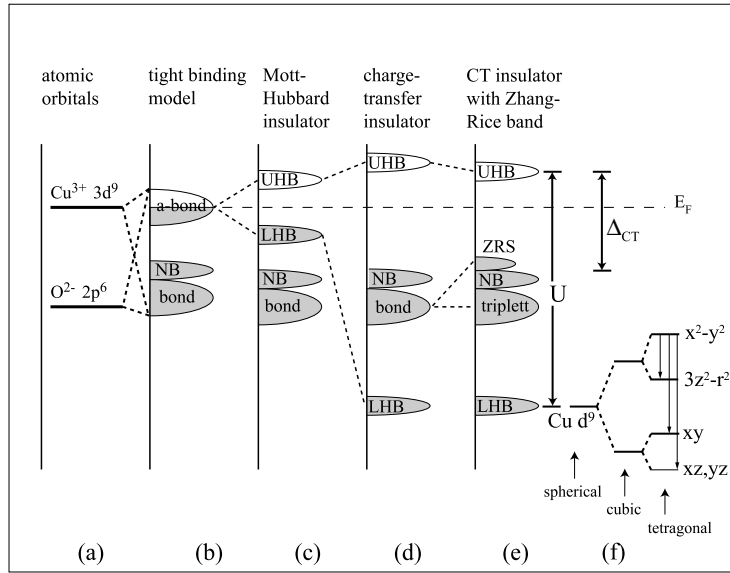 atomic
orbitals
tight binding
model
Mott-
Hubbard
insulator
charge-
transfer
insulator
CT insulator
with Zhang-
Rice band
Cu³⁺ 3d⁹
O²⁻ 2p⁶
a-bond
NB
bond
UHB
LHB
NB
bond
UHB
NB
bond
LHB
UHB
ZRS
NB
triplett
LHB
U
E_F
Δ_CT
Cu d⁹
x²-y²
3z²-r²
xy
xz,yz
spherical
cubic
tetragonal
(a)
(b)
(c)
(d)
(e)
(f)